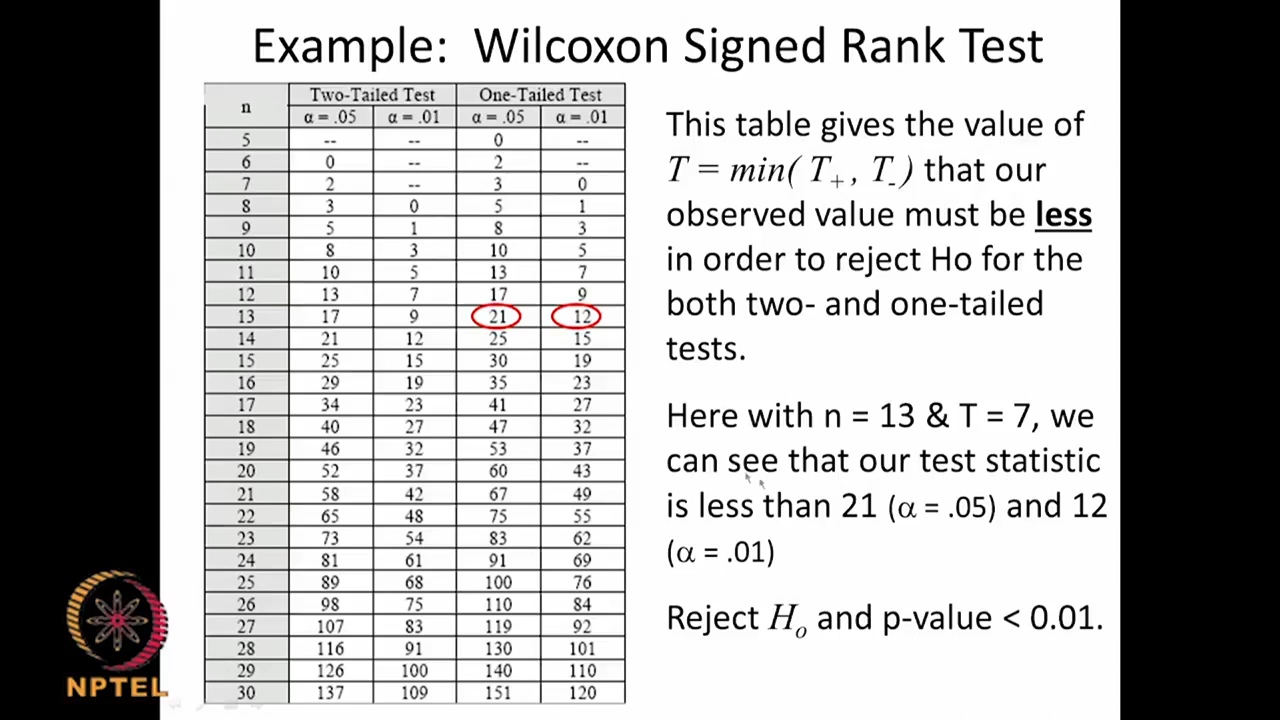 Example: Wilcoxon Signed Rank Test
n Two-Tailed Test One-Tailed Test
α = .05 α = .01 α = .05 α = .01
5 -- -- 0 --
6 0 -- 2 --
7 2 -- 3 0
8 3 0 5 1
9 5 1 8 3
10 8 3 10 5
11 10 5 13 7
12 13 7 17 9
13 17 9 21 12
14 21 12 25 15
15 25 15 30 19
16 29 19 35 23
17 34 23 41 27
18 40 27 47 32
19 46 32 53 37
20 52 37 60 43
21 58 42 67 49
22 65 48 75 55
23 73 54 83 62
24 81 61 91 69
25 89 68 100 76
26 98 75 110 84
27 107 83 119 92
28 116 91 130 101
29 126 100 140 110
30 137 109 151 120
This table gives the value of
T = min( T+ , T- ) that our
observed value must be less
in order to reject Ho for the
both two- and one-tailed
tests.
Here with n = 13 & T = 7, we
can see that our test statistic
is less than 21 (α = .05) and 12
(α = .01)
Reject Ho and p-value < 0.01.
NPTEL